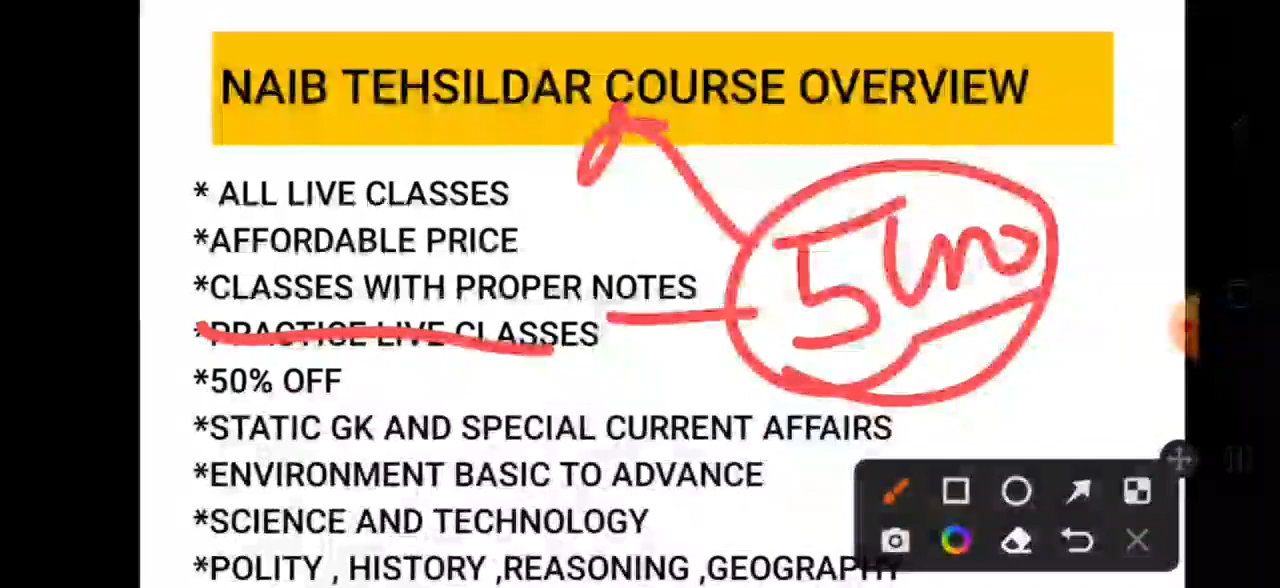 NAIB TEHSILDAR COURSE OVERVIEW
* ALL LIVE CLASSES
*AFFORDABLE PRICE
*CLASSES WITH PROPER NOTES
*PRACTICE LIVE CLASSES
*50% OFF
*STATIC GK AND SPECIAL CURRENT AFFAIRS
*ENVIRONMENT BASIC TO ADVANCE
*SCIENCE AND TECHNOLOGY
*POLITY , HISTORY ,REASONING ,GEOGRAPHY